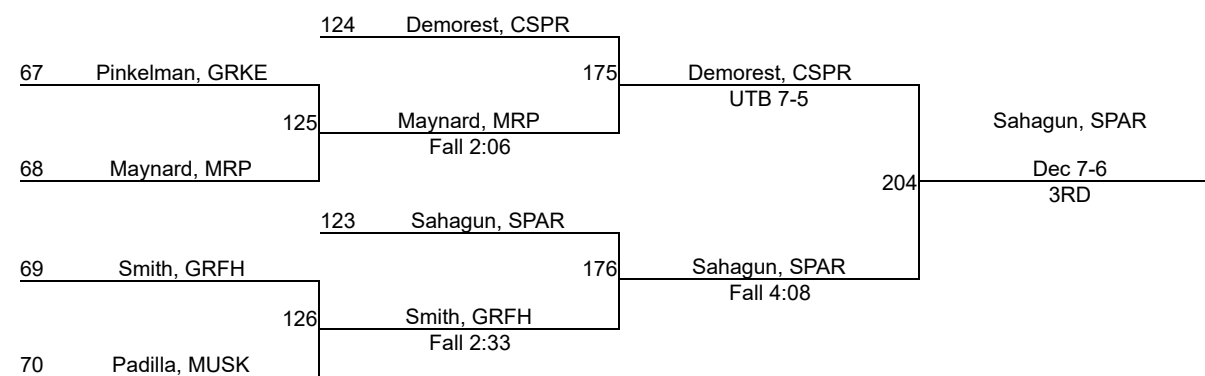 124 Demorest, CSPR
67 Pinkelman, GRKE
175 Demorest, CSPR
UTB 7-5
125 Maynard, MRP
Fall 2:06
Sahagun, SPAR
68 Maynard, MRP
Dec 7-6
204
3RD
123 Sahagun, SPAR
69 Smith, GRFH
176 Sahagun, SPAR
Fall 4:08
126 Smith, GRFH
Fall 2:33
70 Padilla, MUSK